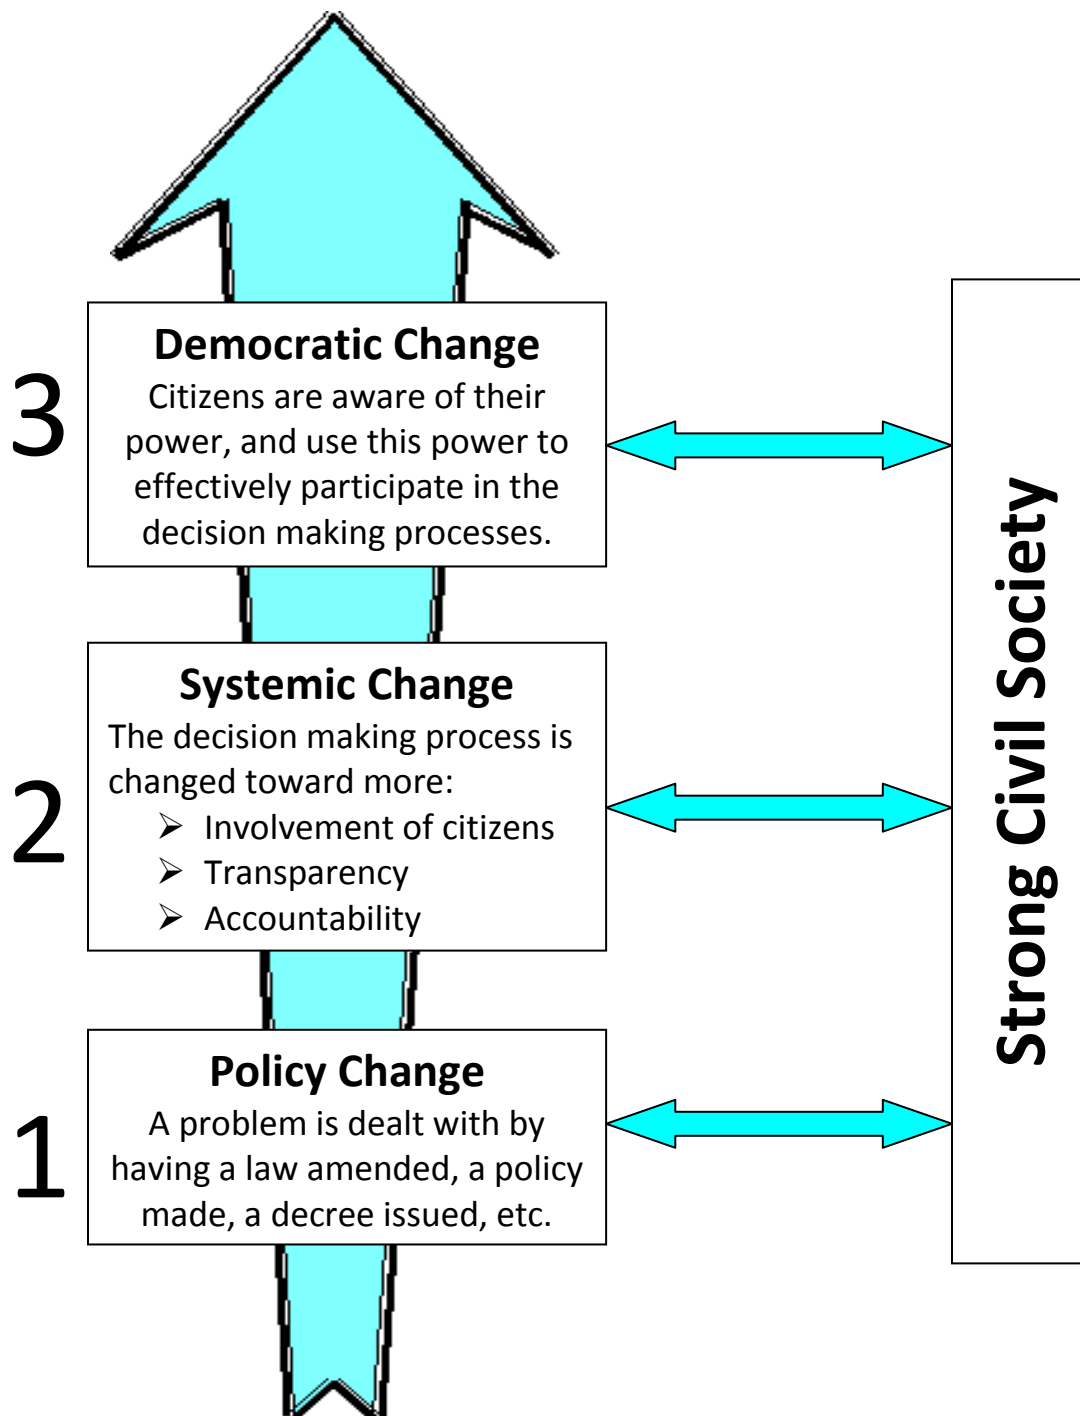 3
Democratic Change
Citizens are aware of their
power, and use this power to
effectively participate in the
decision making processes.
2
Systemic Change
The decision making process is
changed toward more:
➢ Involvement of citizens
➢ Transparency
➢ Accountability
1
Policy Change
A problem is dealt with by
having a law amended, a policy
made, a decree issued, etc.
Strong Civil Society